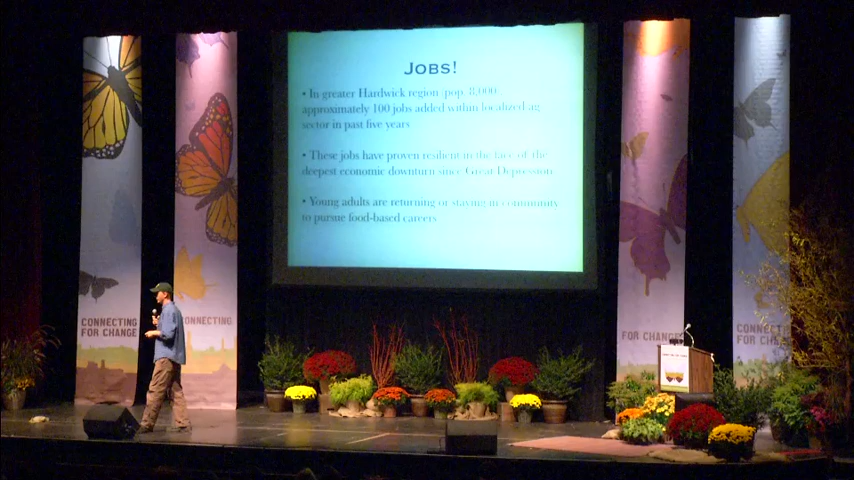 JOBS!
• In greater Hardwick region (pop. 8,000)
approximately 100 jobs added within localized ag.
sector in past five years
• These jobs have proven resilient in the face of the
deepest economic downturn since Great Depression
• Young adults are returning or staying in community
to pursue food-based careers
CONNECTING
FOR CHANGE
CONNECTING
FOR CHANGE
CONNECT
FOR CHA